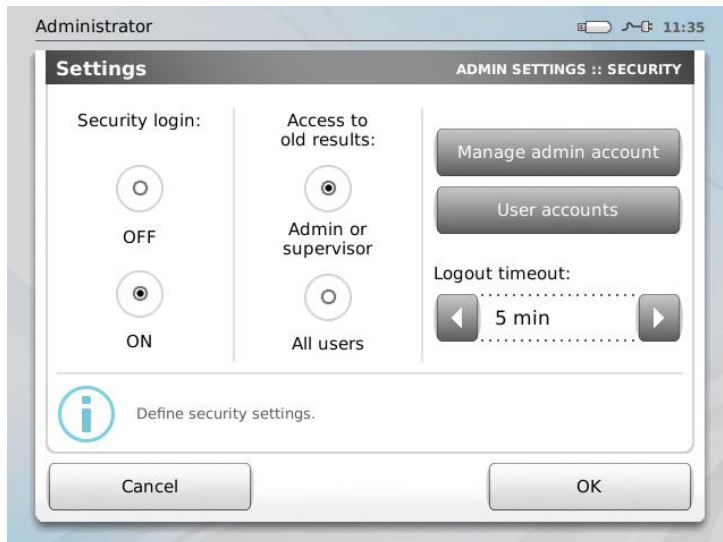 Administrator
11:35
Settings
ADMIN SETTINGS :: SECURITY
Security login:
OFF
ON
Access to
old results:
Admin or
supervisor
All users
Manage admin account
User accounts
Logout timeout:
5 min
Define security settings.
Cancel
OK